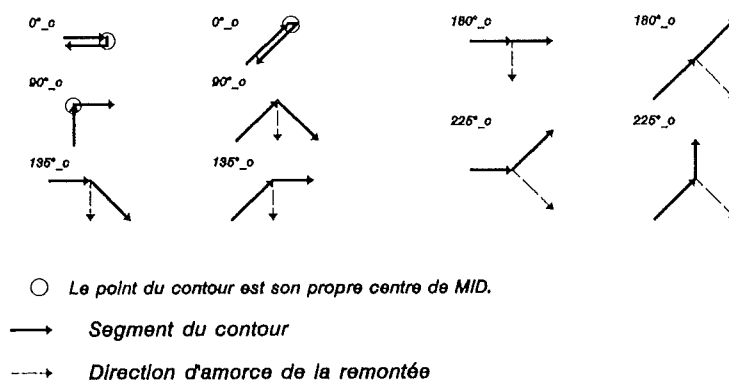 0°_o 0°_o 180°_o 180°_o
90°_o 90°_o
225°_o 225°_o
135°_o 135°_o
Le point du contour est son propre centre de MID.
Segment du contour
Direction d'amorce de la remontée